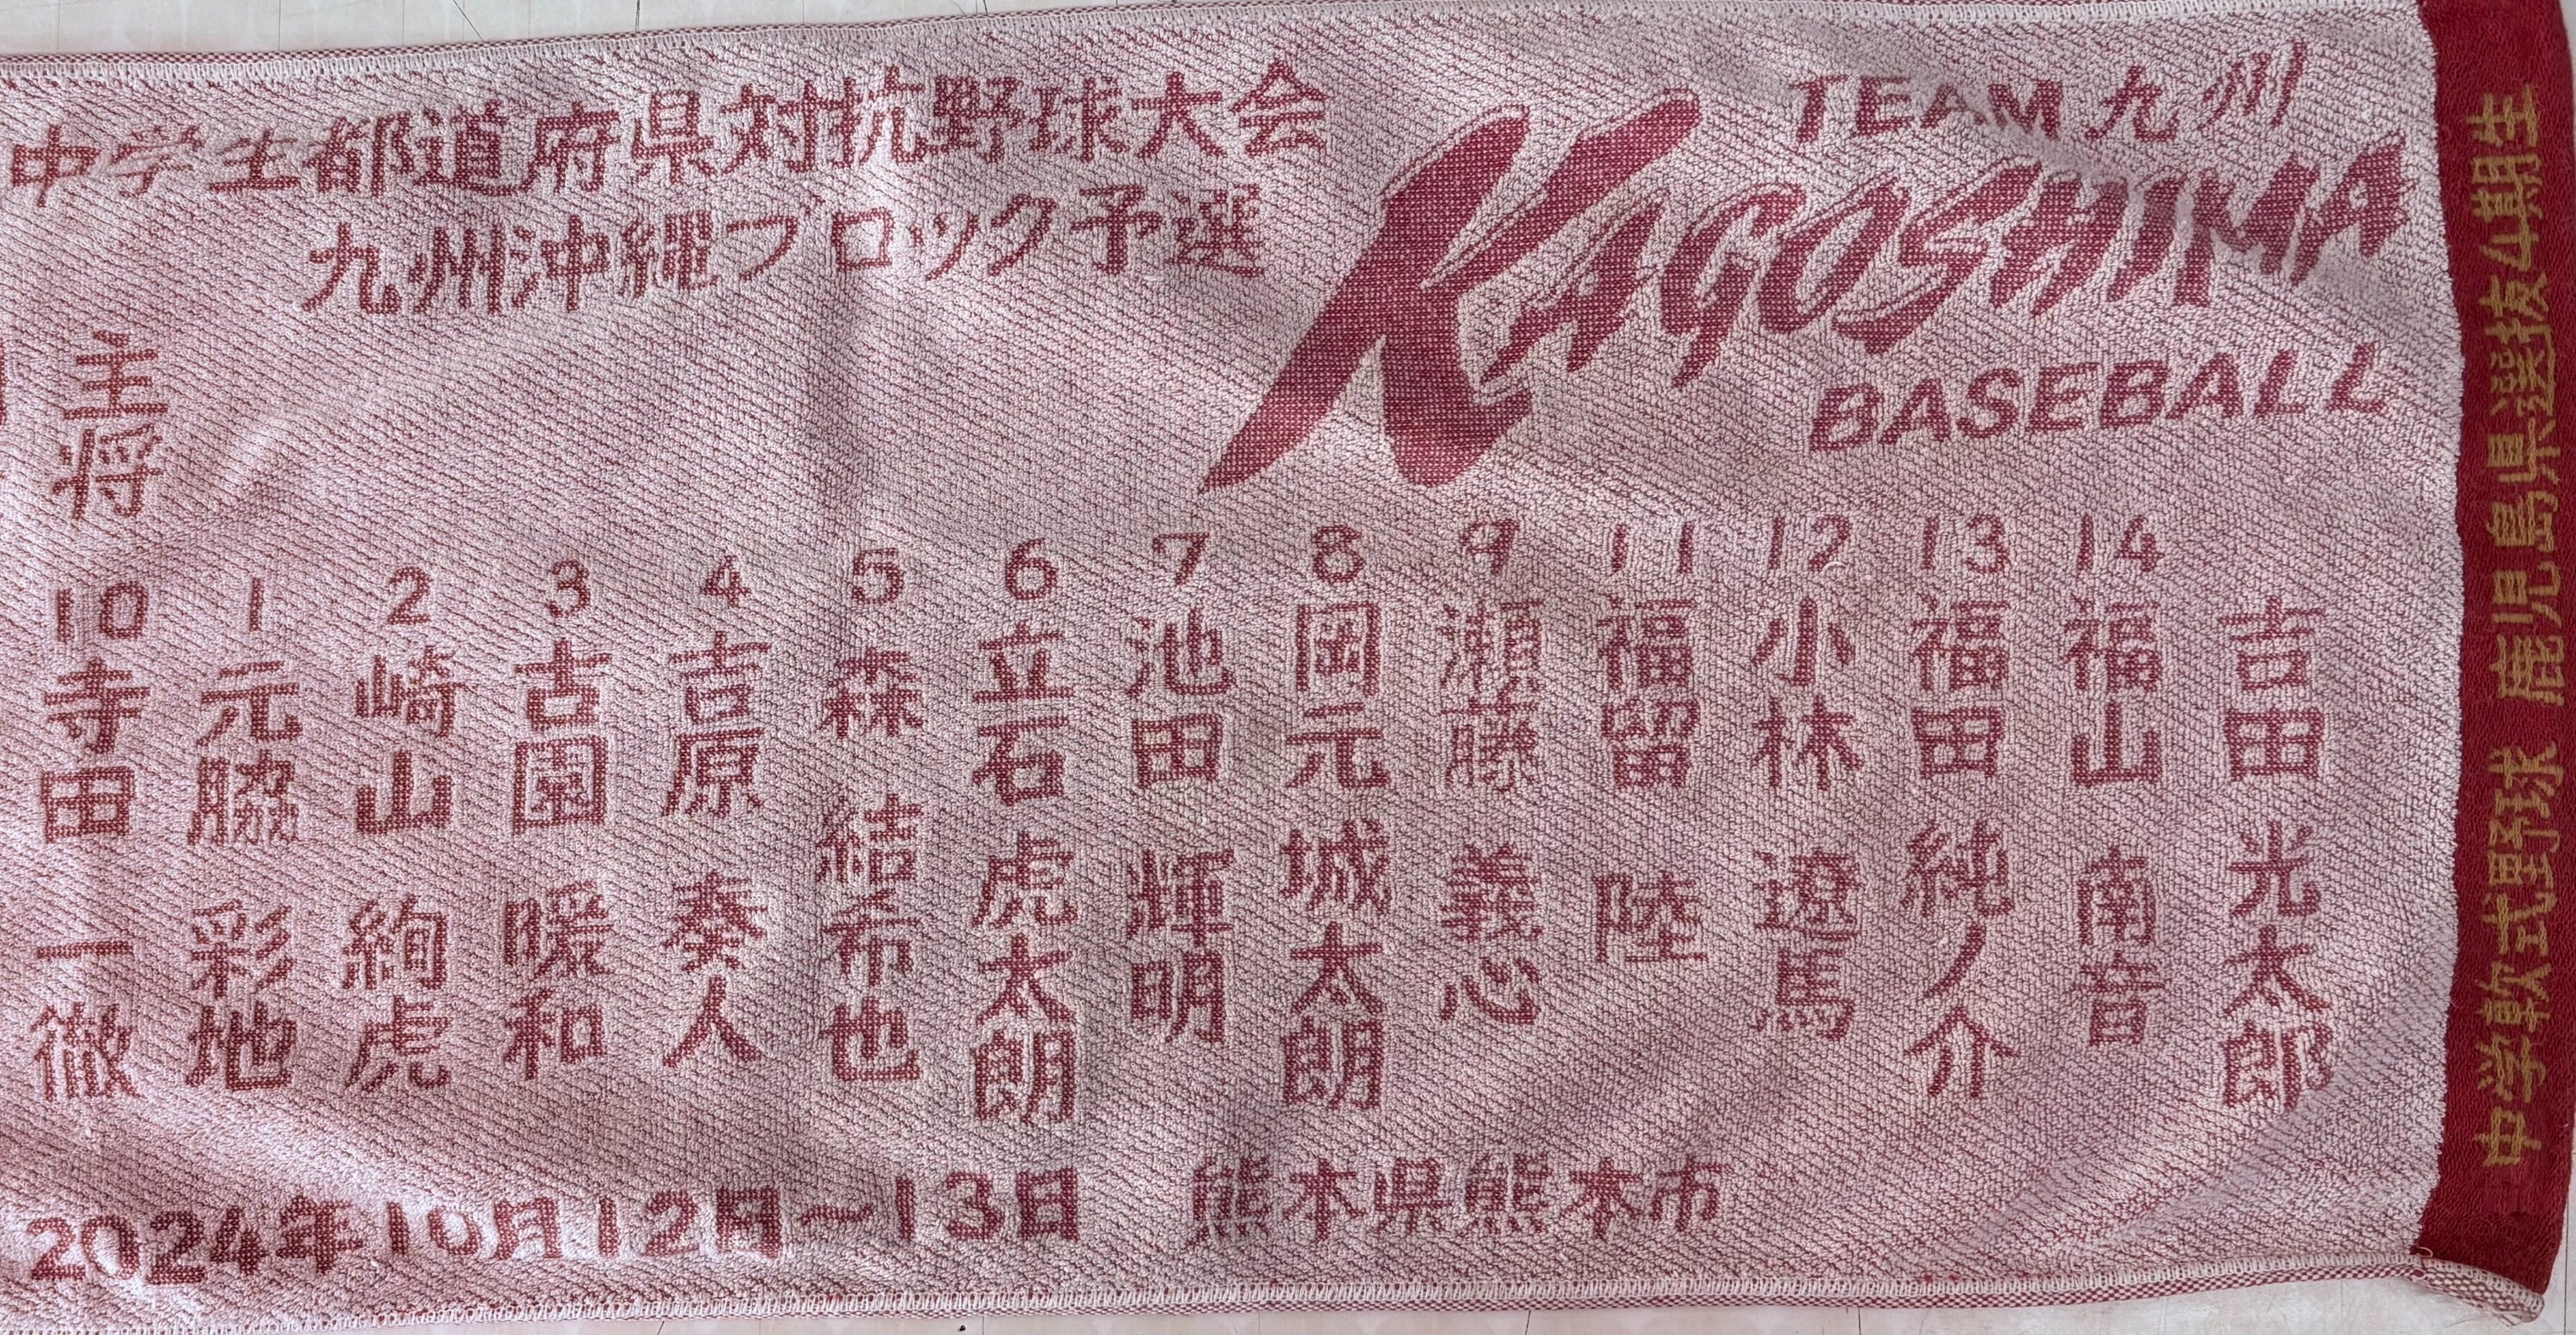 中学生都道府県対抗野球大会
九州沖縄ブロック予選
TEAM 九州
KAGOSHIMA
BASEBALL
主将
10 寺田 一徹
1 元脇 彩地
2 崎山 絢虎
3 古園 暖和
4 吉原 奏人
5 森 結希也
6 立石 虎太朗
7 池田 輝明
8 岡元 城太朗
9 瀬藤 義心
11 福留 陸
12 小林 遼馬
13 福田 純ノ介
14 福山 南音
吉田 光太郎
2024年10月12日～13日 熊本県熊本市
中学軟式野球 鹿児島県選抜4期生